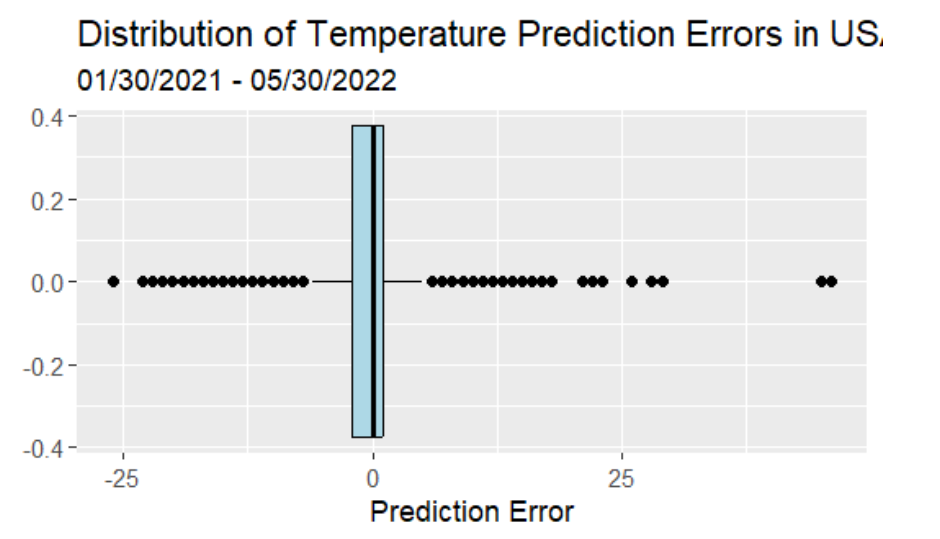 Distribution of Temperature Prediction Errors in US
01/30/2021 - 05/30/2022
0.4
0.2
0.0
-0.2
-0.4
-25 0 25
Prediction Error